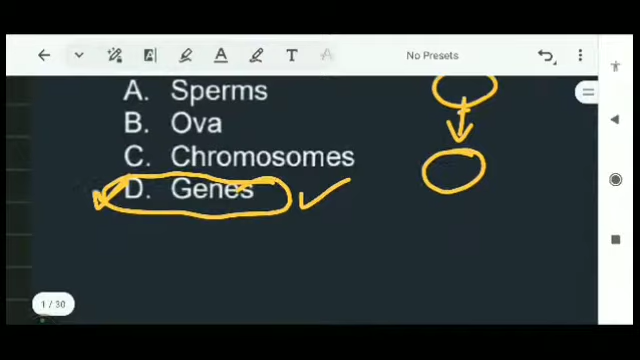 No Presets
A. Sperms
B. Ova
C. Chromosomes
D. Genes
1 / 30